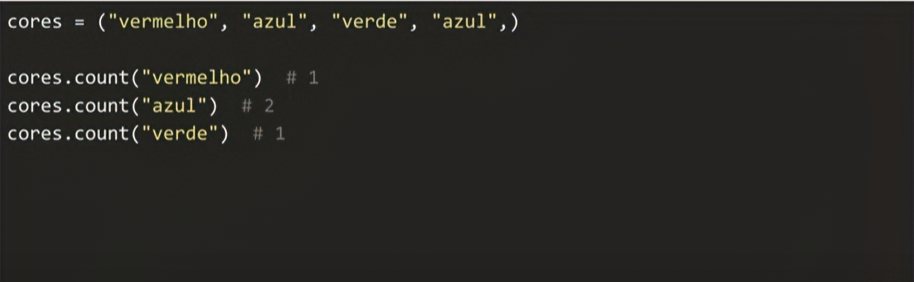 cores = ("vermelho", "azul", "verde", "azul",)
cores.count("vermelho")  # 1
cores.count("azul")  # 2
cores.count("verde")  # 1